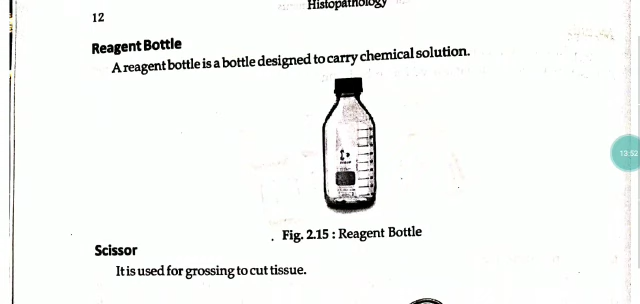 Histopathology
12
Reagent Bottle
A reagent bottle is a bottle designed to carry chemical solution.
Fig. 2.15 : Reagent Bottle
13:52
Scissor
It is used for grossing to cut tissue.